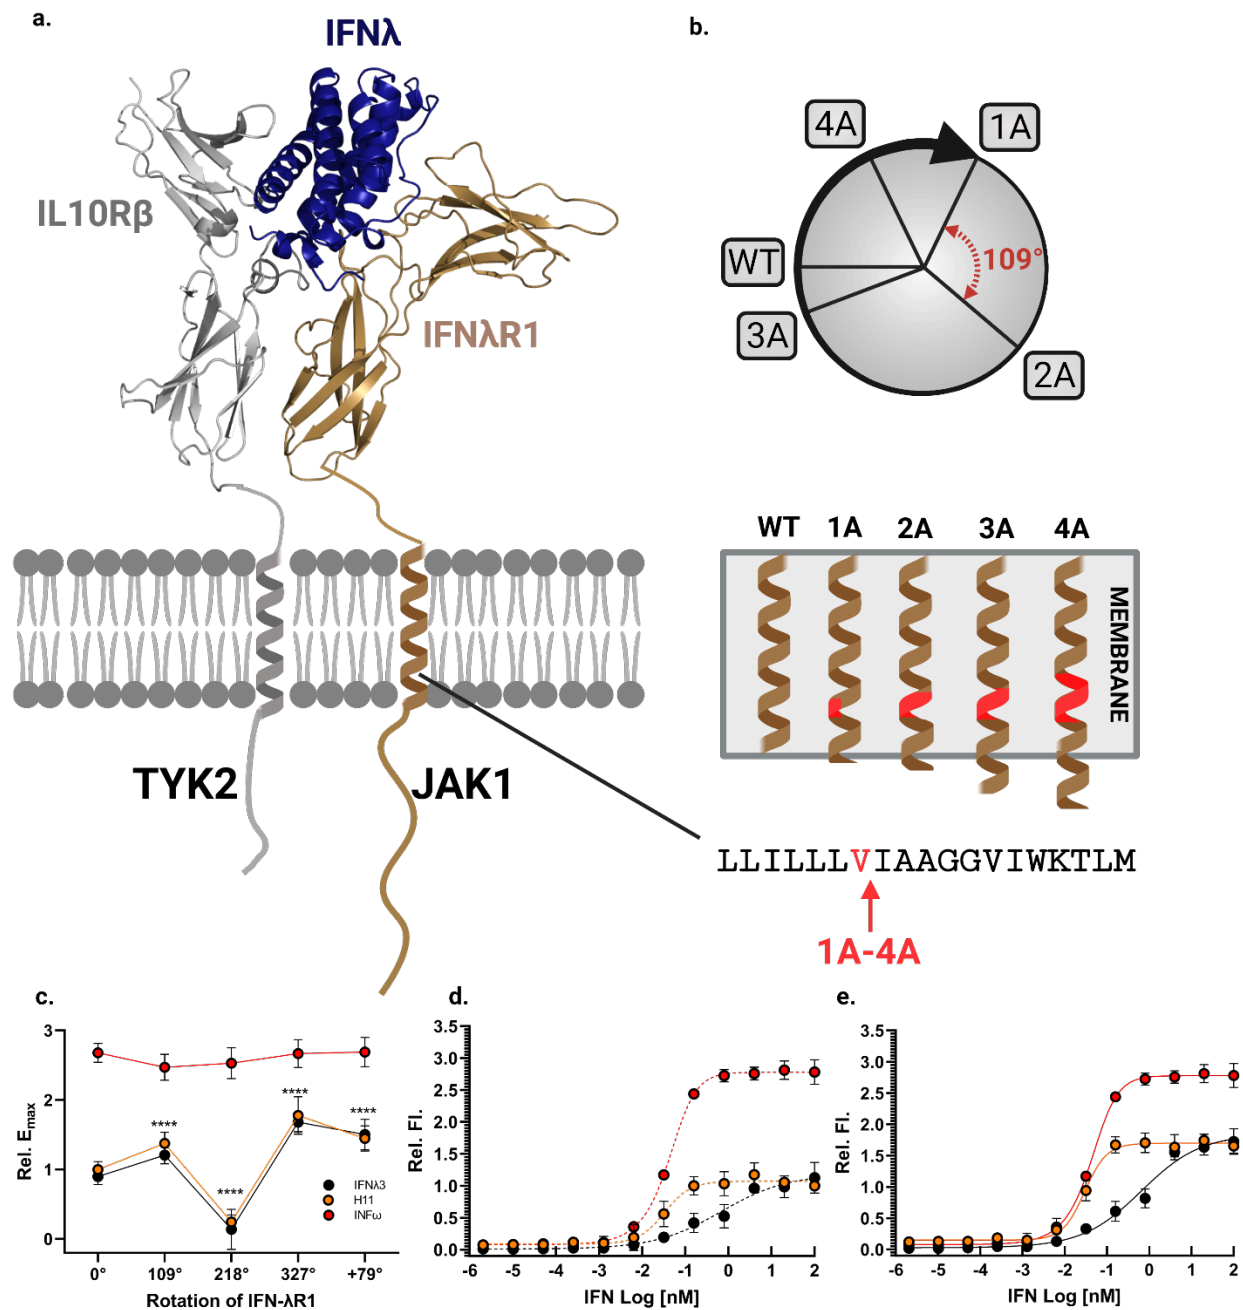 a.
IFNλ
IL10Rβ
IFNλR1
TYK2
JAK1
b.
4A
1A
WT
109°
3A
2A
WT 1A 2A 3A 4A
MEMBRANE
LLILLLVIAAGGVIWKTLM
1A-4A
c.
Rel. Emax
3
2
1
0
****
****
****
****
IFNλ3
H11
INFω
0° 109° 218° 327° +79°
Rotation of IFN-λR1
d.
Rel. Fl.
3.5
3.0
2.5
2.0
1.5
1.0
0.5
0.0
-6 -5 -4 -3 -2 -1 0 1 2
IFN Log [nM]
e.
Rel. Fl.
3.5
3.0
2.5
2.0
1.5
1.0
0.5
0.0
-6 -5 -4 -3 -2 -1 0 1 2
IFN Log [nM]